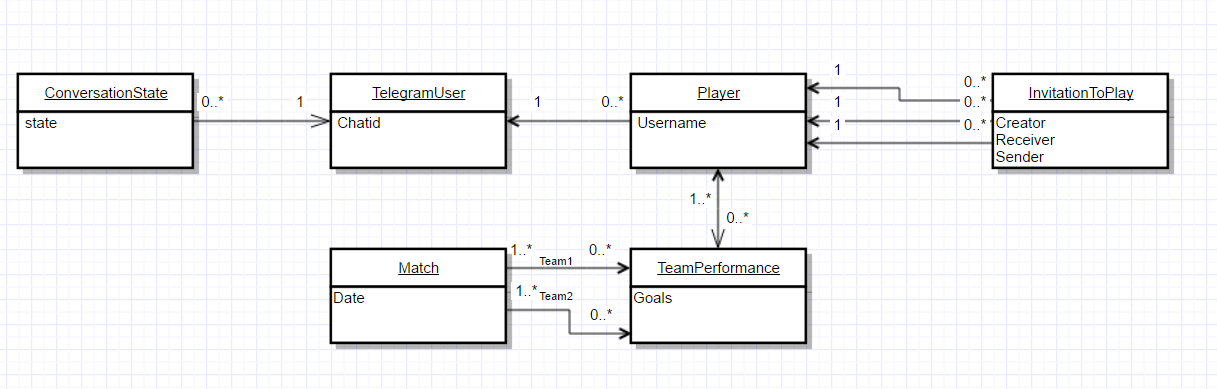 ConversationState
state
0..*
1
TelegramUser
Chatid
1
0..*
Player
Username
1
0..*
1
0..*
1
0..*
InvitationToPlay
Creator
Receiver
Sender
1..*
0..*
Match
Date
1..*
Team1
0..*
1..*
Team2
0..*
TeamPerformance
Goals